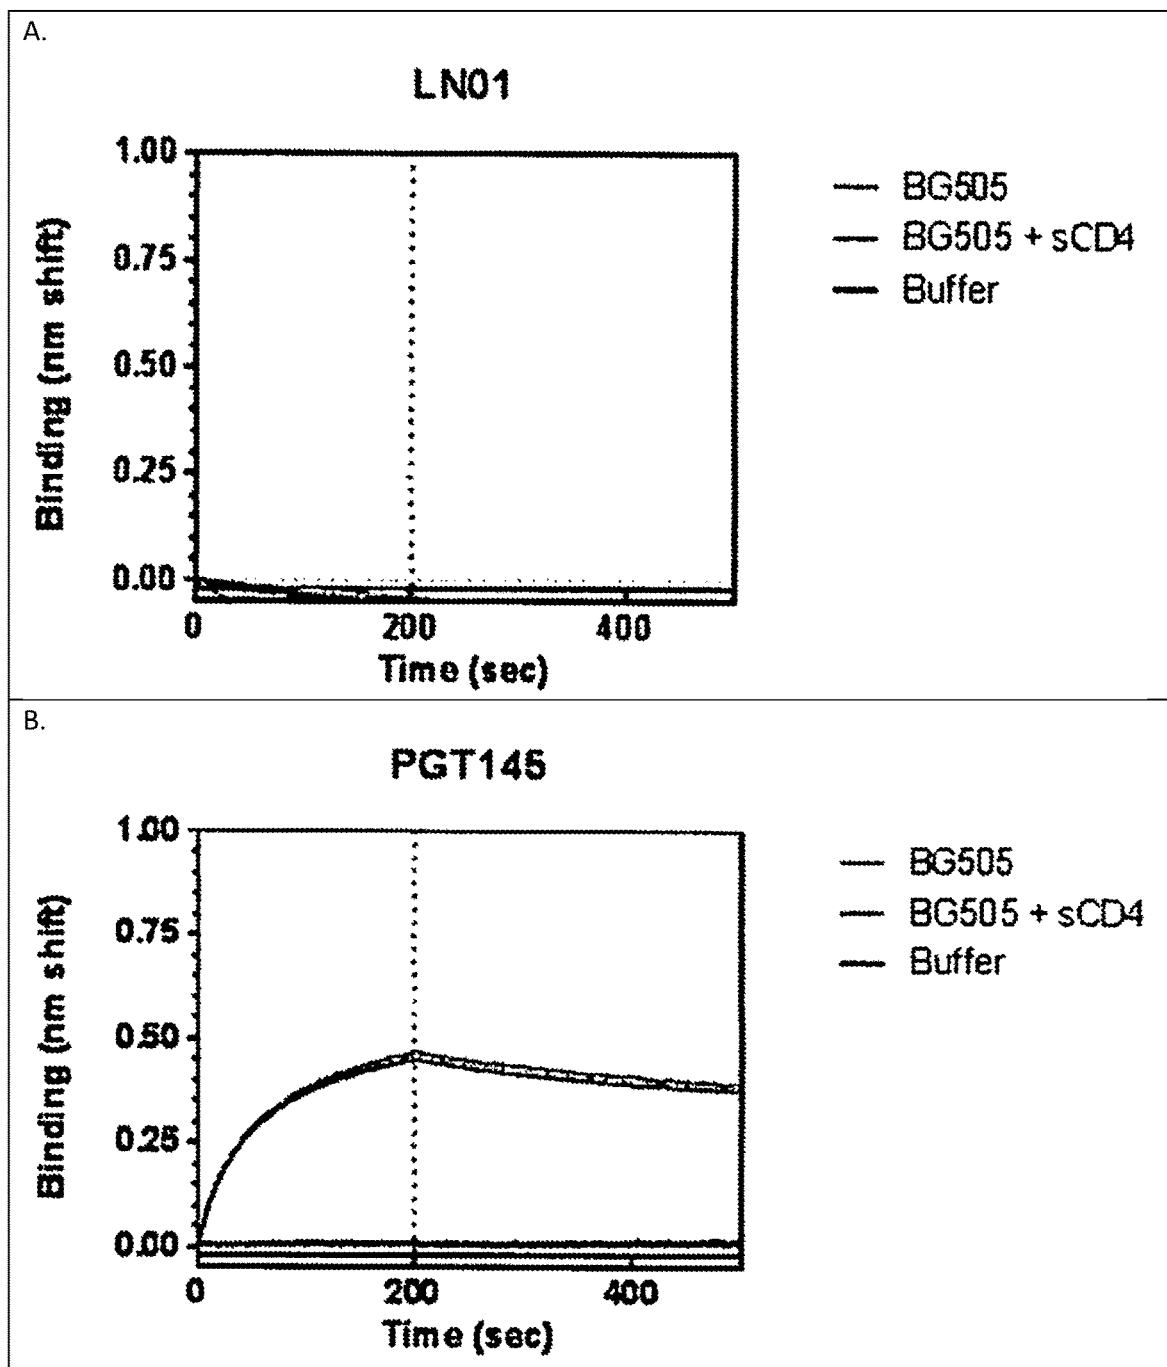 A.
LN01
1.00
0.75
0.50
0.25
0.00
Binding (nm shift)
0 200 400
Time (sec)
BG505
BG505 + sCD4
Buffer
B.
PGT145
1.00
0.75
0.50
0.25
0.00
Binding (nm shift)
0 200 400
Time (sec)
BG505
BG505 + sCD4
Buffer